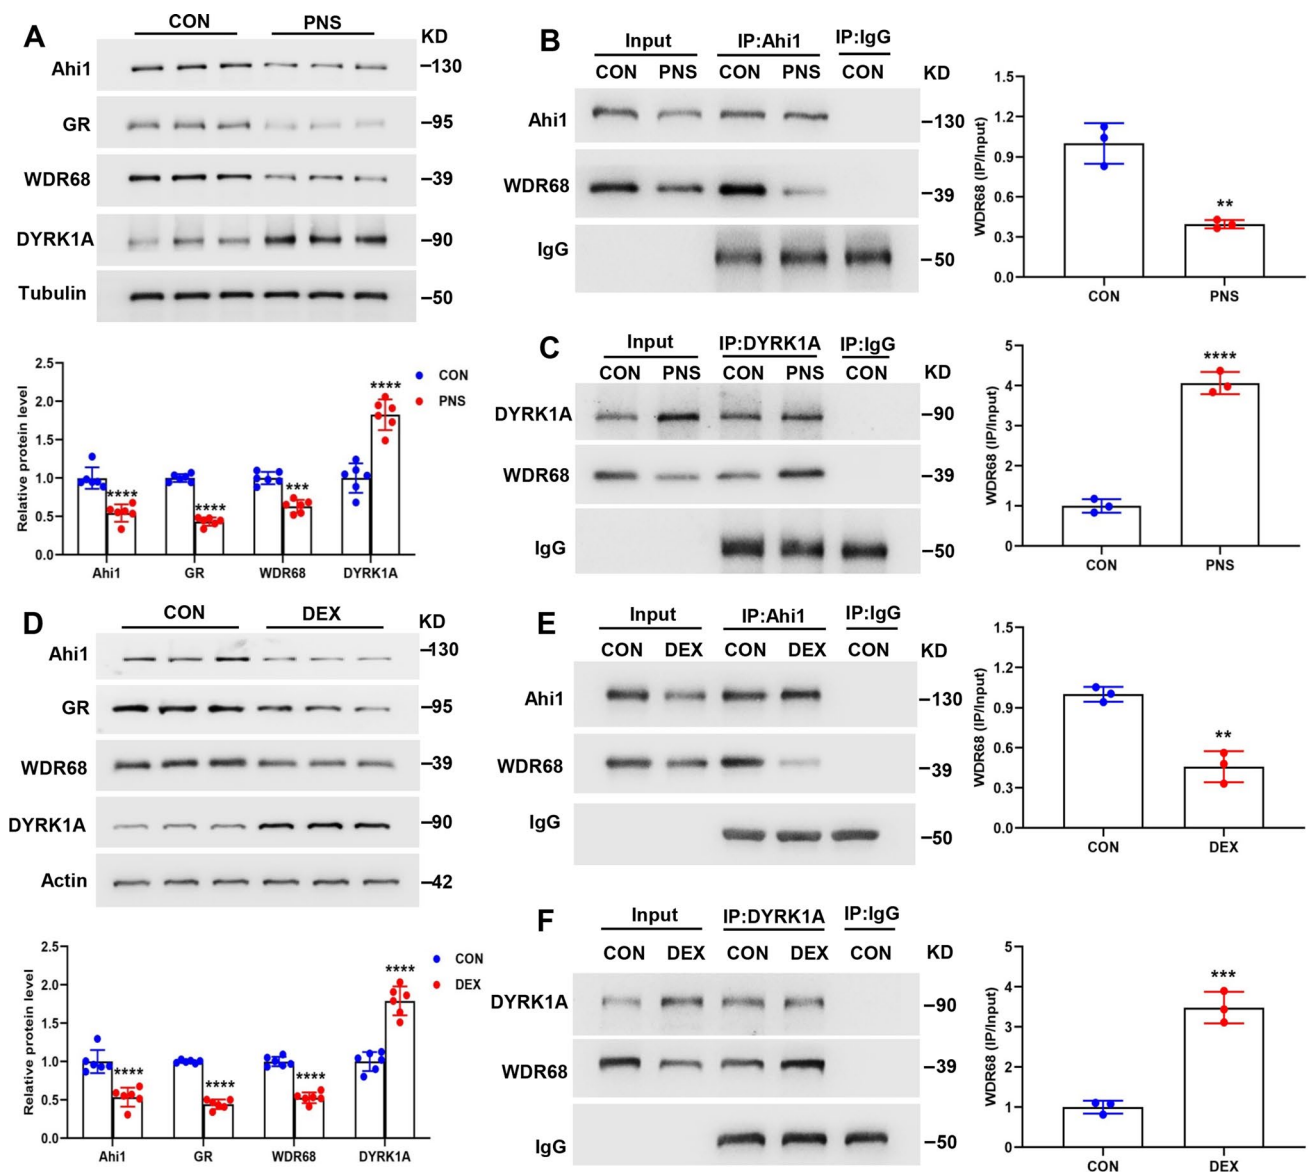 A
CON PNS
KD
Ahi1 –130
GR –95
WDR68 –39
DYRK1A –90
Tubulin –50
Relative protein level
2.5
2.0
1.5
1.0
0.5
0.0
CON
PNS
**** **** *** ****
Ahi1 GR WDR68 DYRK1A
B
Input IP:Ahi1 IP:IgG
CON PNS CON PNS CON KD
Ahi1 –130
WDR68 –39
IgG –50
WDR68 (IP/Input)
1.5
1.2
0.9
0.6
0.3
0.0
**
CON PNS
C
Input IP:DYRK1A IP:IgG
CON PNS CON PNS CON KD
DYRK1A –90
WDR68 –39
IgG –50
WDR68 (IP/Input)
5
4
3
2
1
0
****
CON PNS
D
CON DEX
KD
Ahi1 –130
GR –95
WDR68 –39
DYRK1A –90
Actin –42
Relative protein level
2.5
2.0
1.5
1.0
0.5
0.0
CON
DEX
**** **** **** ****
Ahi1 GR WDR68 DYRK1A
E
Input IP:Ahi1 IP:IgG
CON DEX CON DEX CON KD
Ahi1 –130
WDR68 –39
IgG –50
WDR68 (IP/Input)
1.5
1.2
0.9
0.6
0.3
0.0
**
CON DEX
F
Input IP:DYRK1A IP:IgG
CON DEX CON DEX CON KD
DYRK1A –90
WDR68 –39
IgG –50
WDR68 (IP/Input)
5
4
3
2
1
0
***
CON DEX